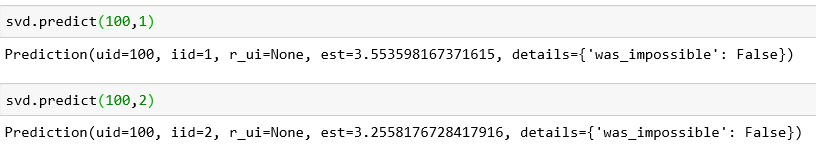 svd.predict(100,1)
Prediction(uid=100, iid=1, r_ui=None, est=3.553598167371615, details={'was_impossible': False})
svd.predict(100,2)
Prediction(uid=100, iid=2, r_ui=None, est=3.2558176728417916, details={'was_impossible': False})